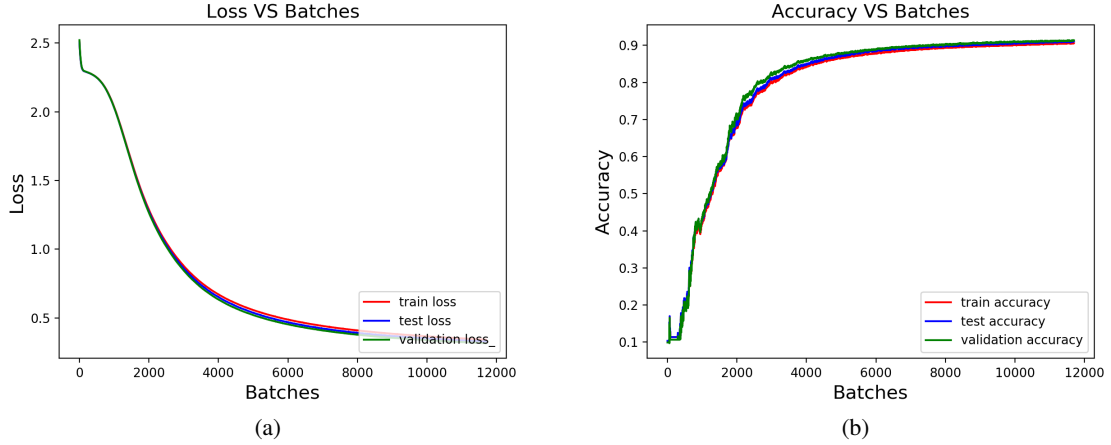 Loss VS Batches
2.5
2.0
1.5
1.0
0.5
Loss
train loss
test loss
validation loss_
0 2000 4000 6000 8000 10000 12000
Batches
(a)
Accuracy VS Batches
0.9
0.8
0.7
0.6
0.5
0.4
0.3
0.2
0.1
Accuracy
train accuracy
test accuracy
validation accuracy
0 2000 4000 6000 8000 10000 12000
Batches
(b)